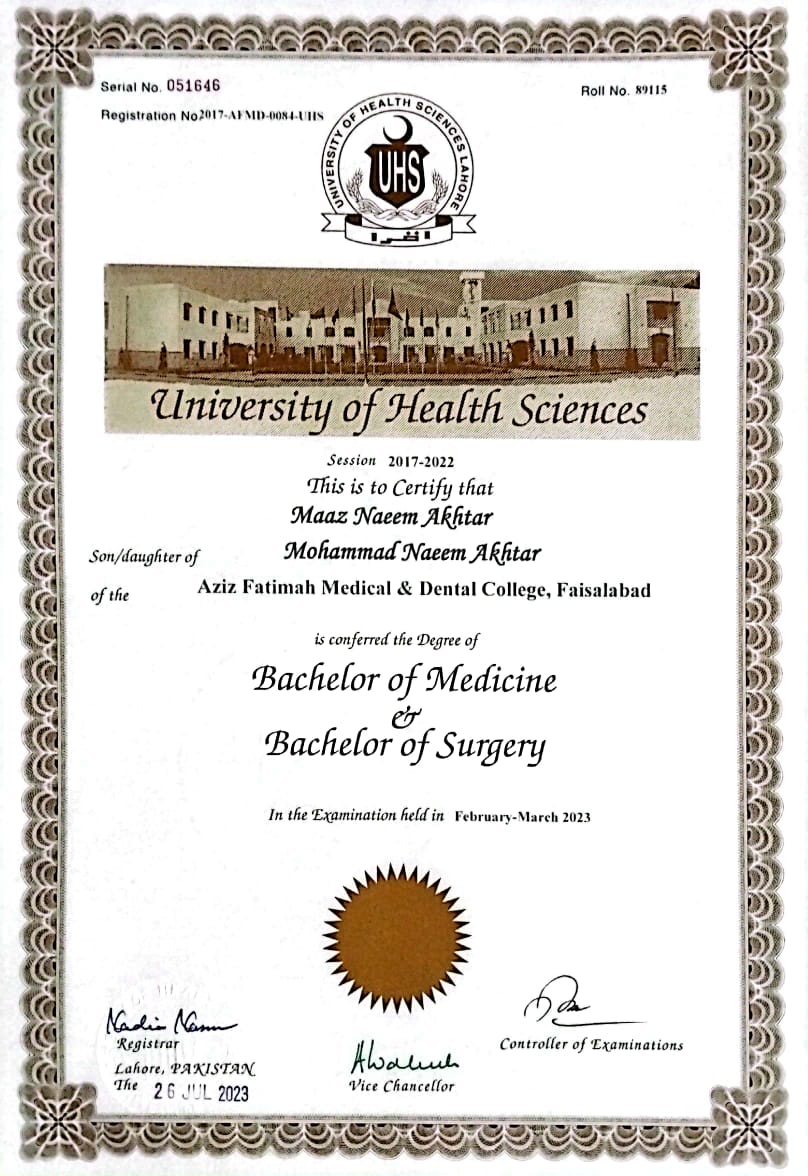 Serial No. 051646
Roll No. 89115
Registration No 2017-AFMD-0084-UHS
UNIVERSITY OF HEALTH SCIENCES LAHORE
UHS
اقرا
University of Health Sciences
Session 2017-2022
This is to Certify that
Maaz Naeem Akhtar
Son/daughter of Mohammad Naeem Akhtar
of the Aziz Fatimah Medical & Dental College, Faisalabad
is conferred the Degree of
Bachelor of Medicine
&
Bachelor of Surgery
In the Examination held in February-March 2023
Registrar
Controller of Examinations
Lahore, PAKISTAN
The 26 JUL 2023
Vice Chancellor